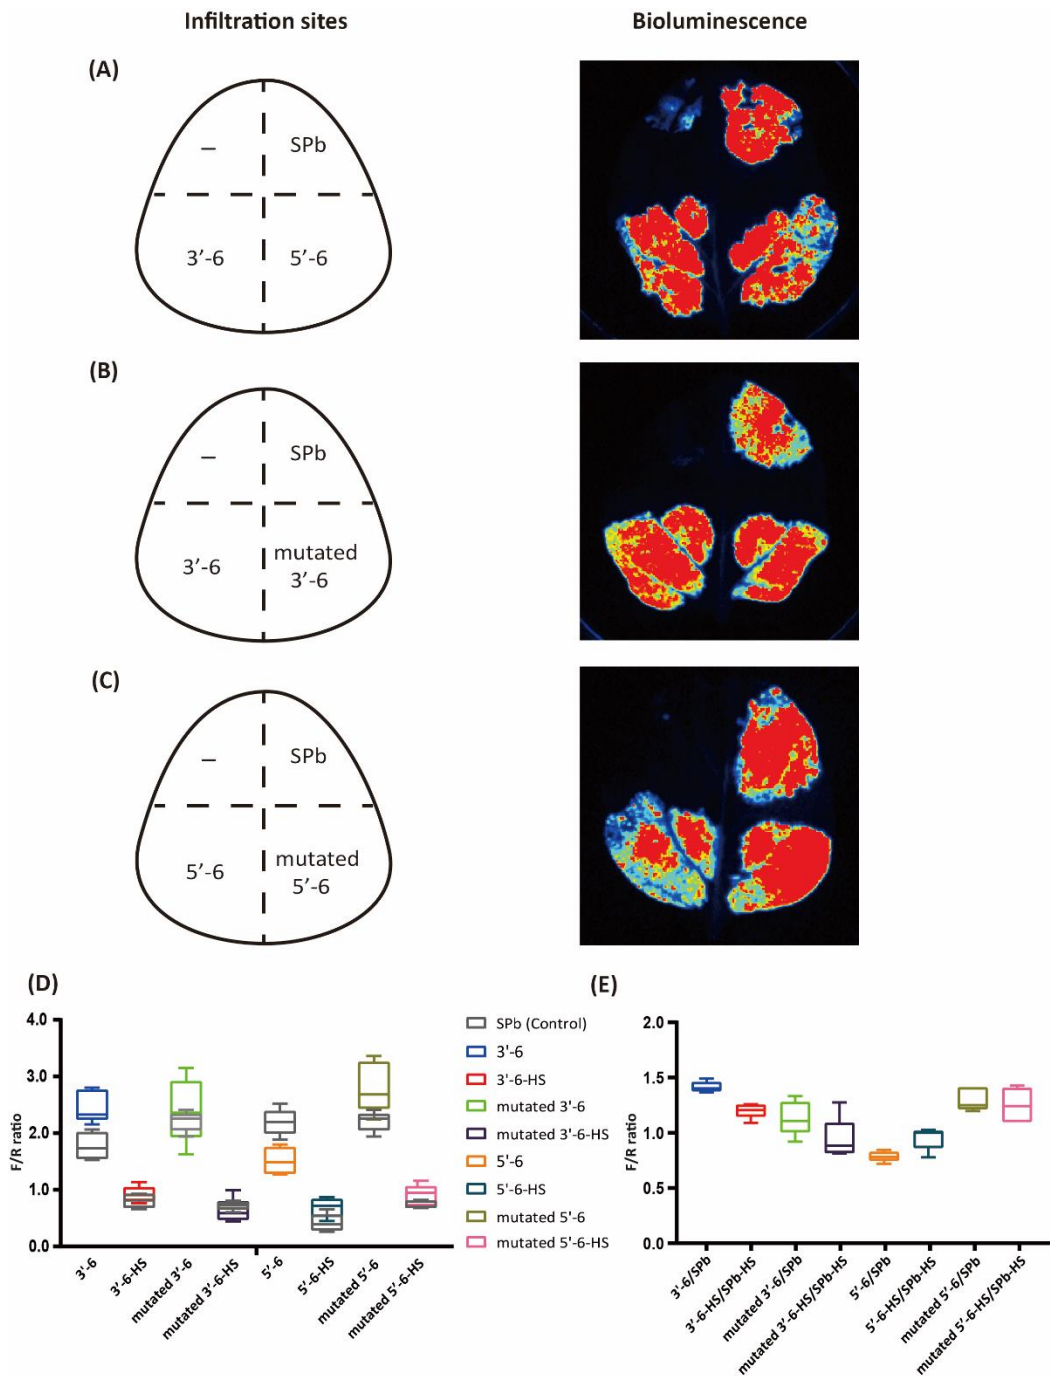 Infiltration sites
Bioluminescence
(A)
–
SPb
3'-6
5'-6
(B)
–
SPb
3'-6
mutated
3'-6
(C)
–
SPb
5'-6
mutated
5'-6
(D)
F/R ratio
4.0
3.0
2.0
1.0
0.0
3'-6
3'-6-HS
mutated 3'-6
mutated 3'-6-HS
5'-6
5'-6-HS
mutated 5'-6
mutated 5'-6-HS
SPb (Control)
3'-6
3'-6-HS
mutated 3'-6
mutated 3'-6-HS
5'-6
5'-6-HS
mutated 5'-6
mutated 5'-6-HS
(E)
F/R ratio
2.0
1.5
1.0
0.5
0.0
3'-6/SPb
3'-6-HS/SPb-HS
mutated 3'-6/SPb
mutated 3'-6-HS/SPb-HS
5'-6/SPb
5'-6-HS/SPb-HS
mutated 5'-6/SPb
mutated 5'-6-HS/SPb-HS